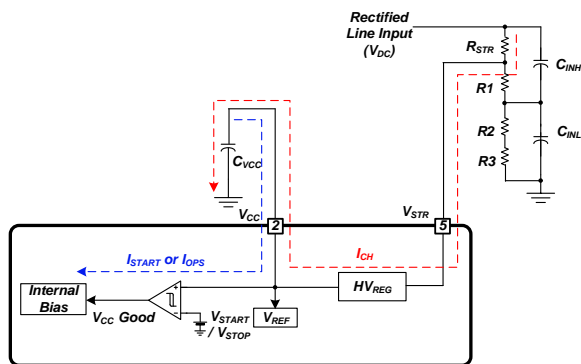 Rectified
Line Input
(VDC)
RSTR
R1
CINH
R2
R3
CINL
CVCC
VCC
2
VSTR
5
ISTART or IOPS
ICH
Internal
Bias
VCC Good
VSTART
/ VSTOP
VREF
HVREG
+
-